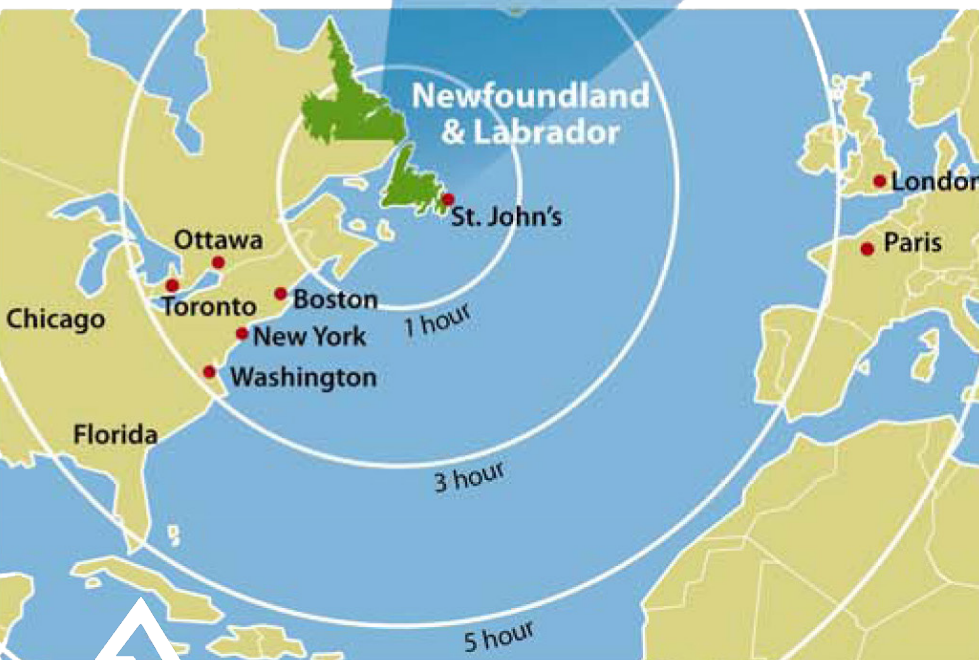 Newfoundland
& Labrador
London
St. John's
Ottawa
Paris
Toronto
Boston
Chicago
1 hour
New York
Washington
Florida
3 hour
5 hour